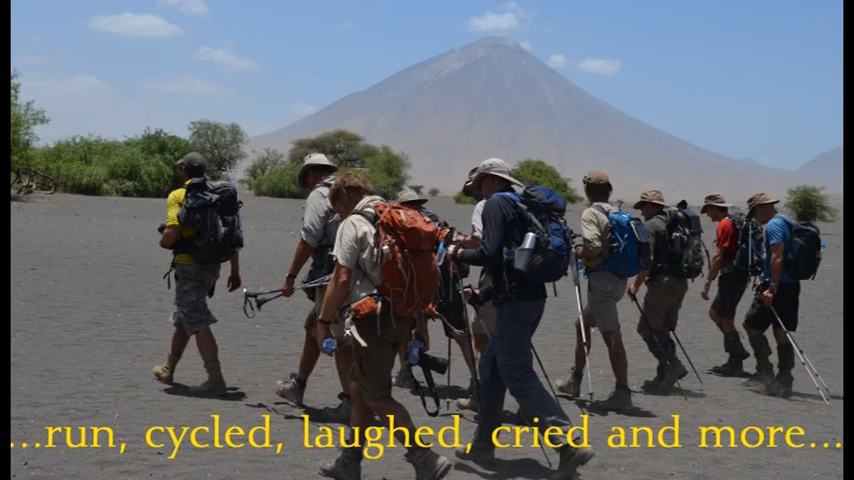 ...run, cycled, laughed, cried and more...